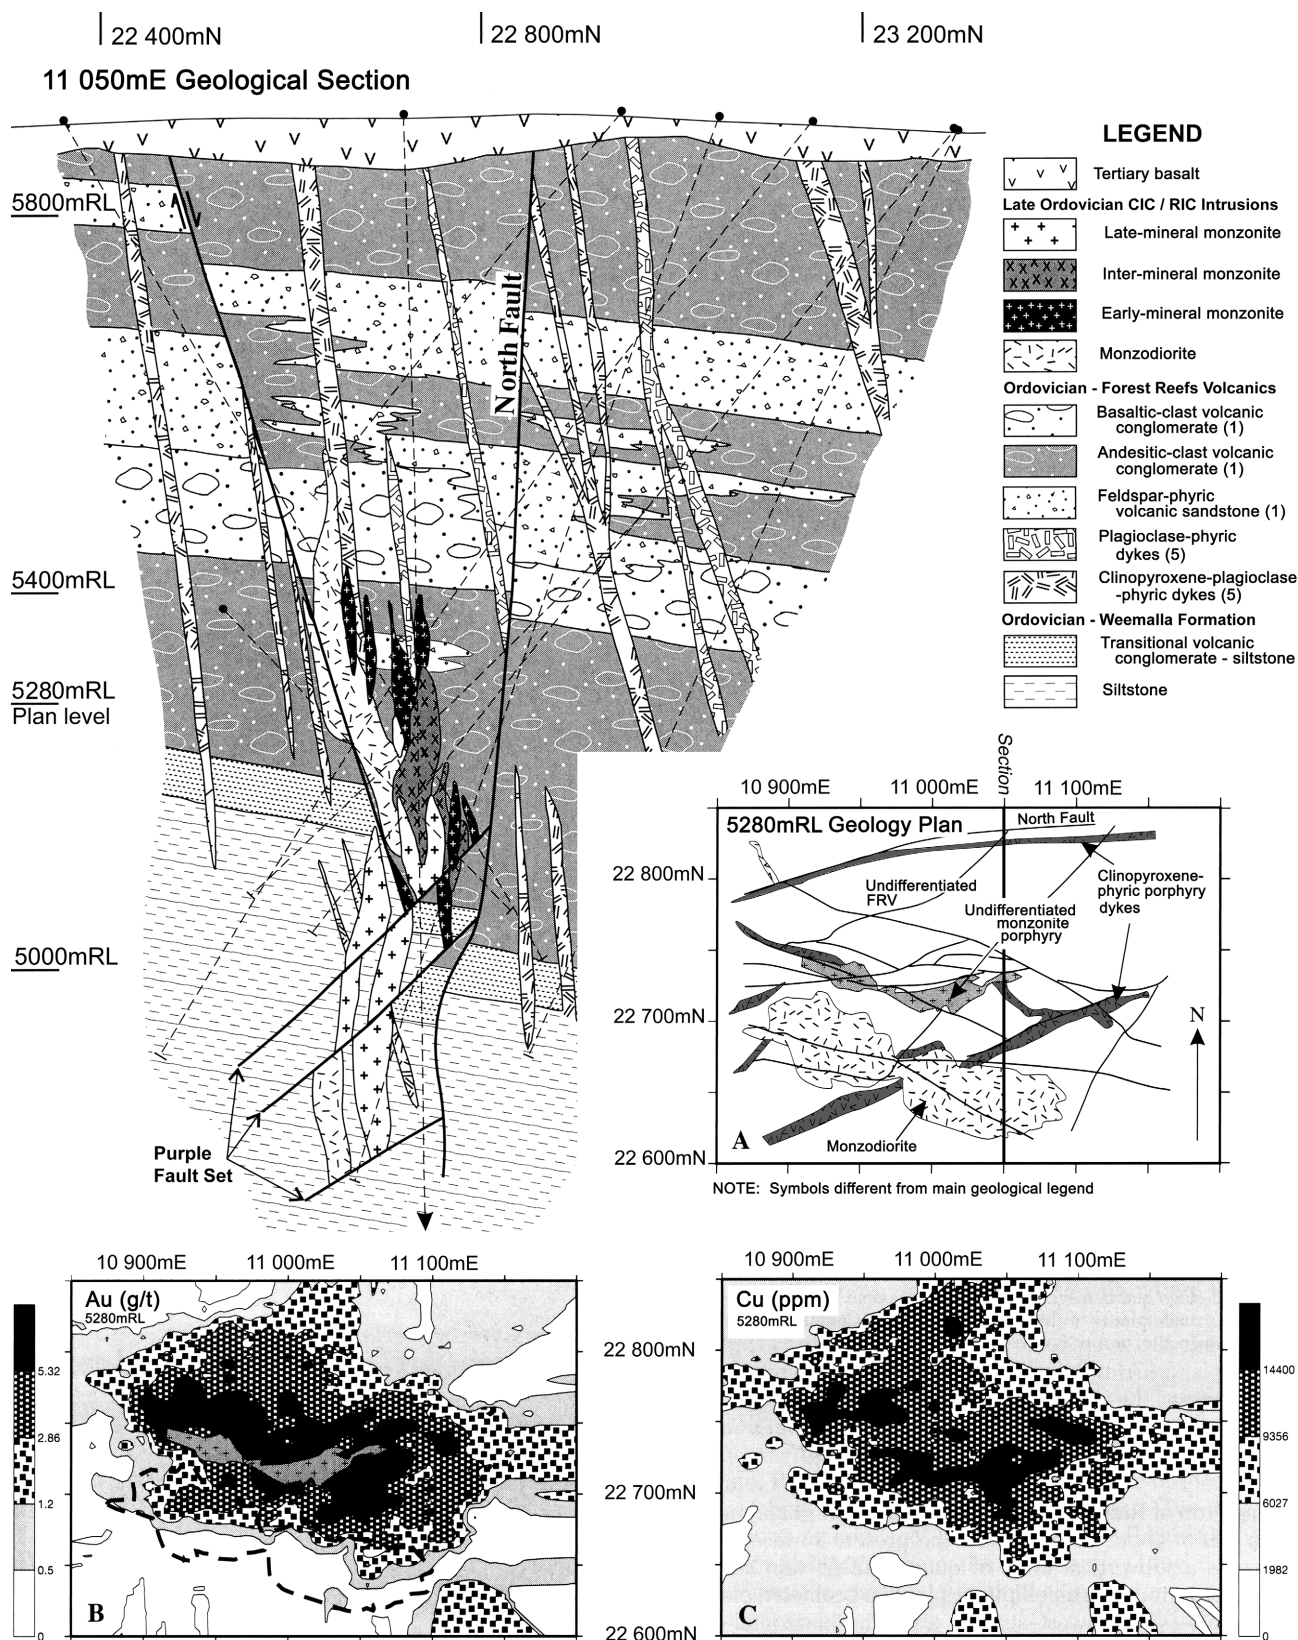 22 400mN
22 800mN
23 200mN
11 050mE Geological Section
5800mRL
5400mRL
5280mRL
Plan level
5000mRL
North Fault
Purple
Fault Set
LEGEND
Tertiary basalt
Late Ordovician CIC / RIC Intrusions
Late-mineral monzonite
Inter-mineral monzonite
Early-mineral monzonite
Monzodiorite
Ordovician - Forest Reefs Volcanics
Basaltic-clast volcanic
conglomerate (1)
Andesitic-clast volcanic
conglomerate (1)
Feldspar-phyric
volcanic sandstone (1)
Plagioclase-phyric
dykes (5)
Clinopyroxene-plagioclase
-phyric dykes (5)
Ordovician - Weemalla Formation
Transitional volcanic
conglomerate - siltstone
Siltstone
Section
10 900mE
11 000mE
11 100mE
5280mRL Geology Plan
North Fault
22 800mN
22 700mN
22 600mN
Undifferentiated
FRV
Undifferentiated
monzonite
porphyry
Clinopyroxene-
phyric porphyry
dykes
N
Monzodiorite
A
NOTE: Symbols different from main geological legend
10 900mE
11 000mE
11 100mE
Au (g/t)
5280mRL
5.32
2.86
1.2
0.5
0
B
22 800mN
22 700mN
22 600mN
10 900mE
11 000mE
11 100mE
Cu (ppm)
5280mRL
14400
9356
6027
1982
0
C